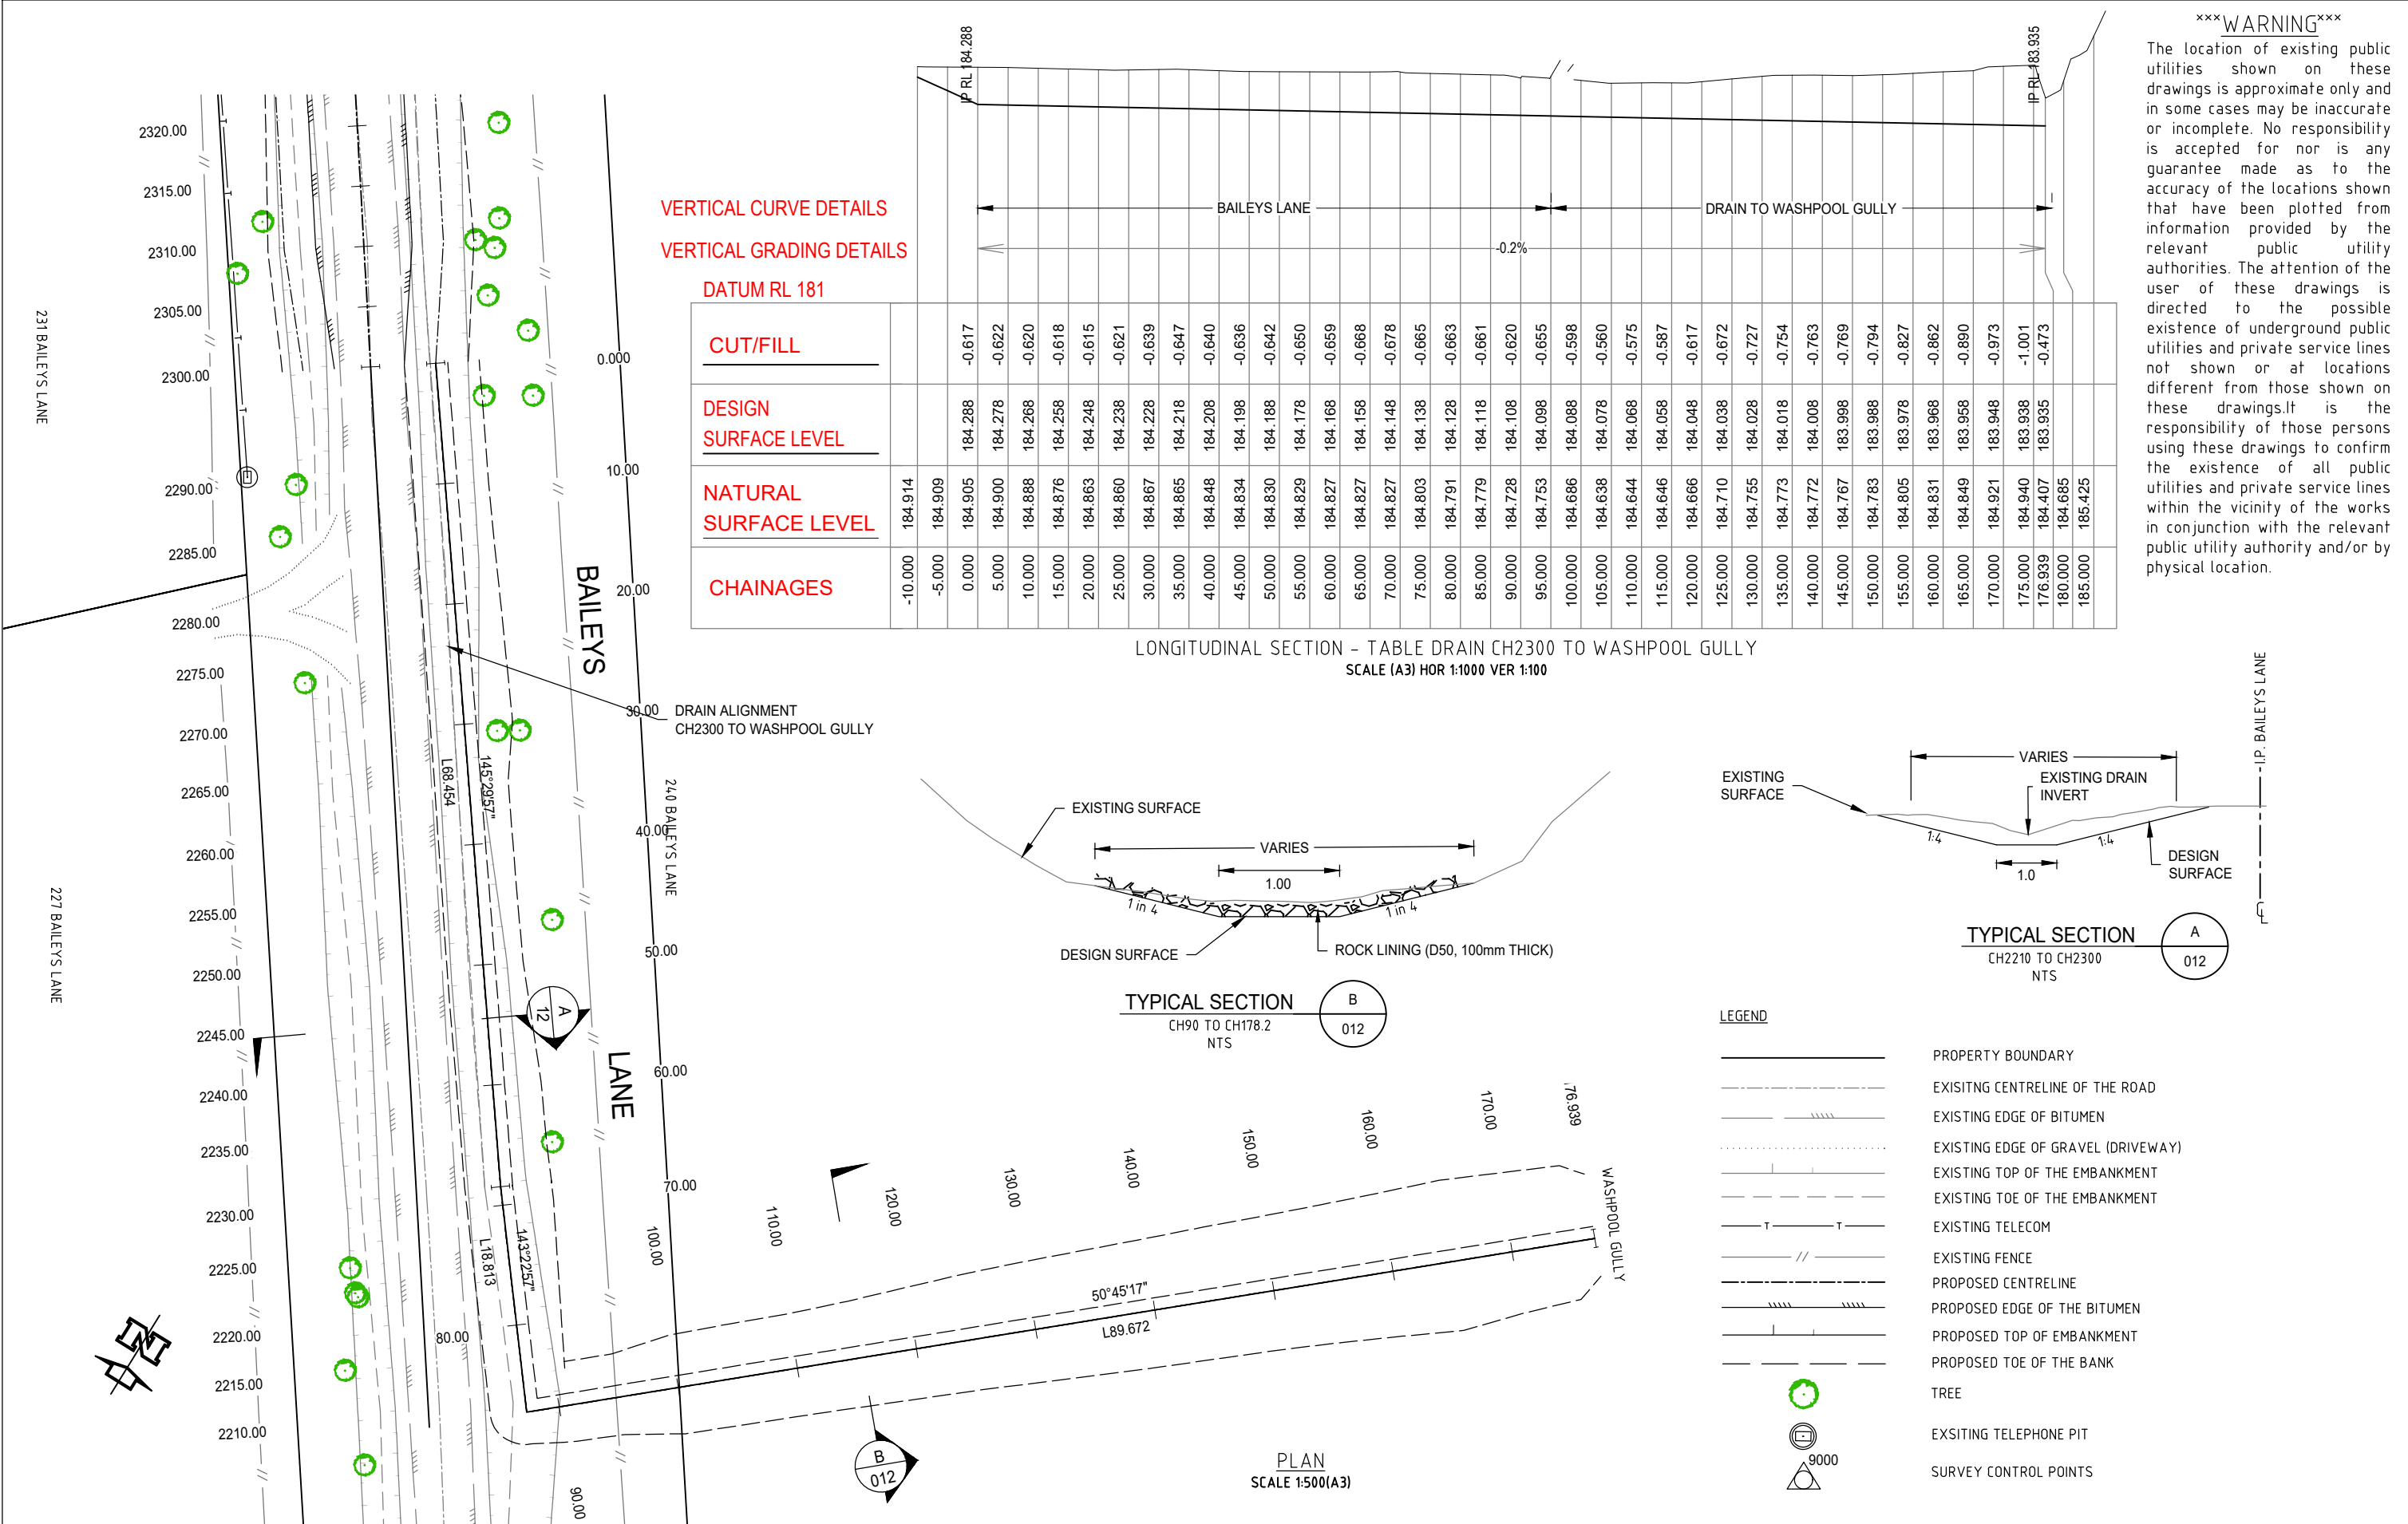 IP RL 184.288
IP RL 183.935
VERTICAL CURVE DETAILS
BAILEYS LANE
DRAIN TO WASHPOOL GULLY
VERTICAL GRADING DETAILS
-0.2%
DATUM RL 181
CUT/FILL
-0.617 -0.622 -0.620 -0.618 -0.615 -0.621 -0.639 -0.647 -0.640 -0.636 -0.642 -0.650 -0.659 -0.668 -0.678 -0.665 -0.663 -0.661 -0.620 -0.655 -0.598 -0.560 -0.575 -0.587 -0.617 -0.672 -0.727 -0.754 -0.763 -0.769 -0.794 -0.827 -0.862 -0.890 -0.973 -1.001 -0.473
DESIGN
SURFACE LEVEL
184.288 184.278 184.268 184.258 184.248 184.238 184.228 184.218 184.208 184.198 184.188 184.178 184.168 184.158 184.148 184.138 184.128 184.118 184.108 184.098 184.088 184.078 184.068 184.058 184.048 184.038 184.028 184.018 184.008 183.998 183.988 183.978 183.968 183.958 183.948 183.938 183.935
NATURAL
SURFACE LEVEL
184.914 184.909 184.905 184.900 184.888 184.876 184.863 184.860 184.867 184.865 184.848 184.834 184.830 184.829 184.827 184.827 184.827 184.803 184.791 184.779 184.728 184.753 184.686 184.638 184.644 184.646 184.666 184.710 184.755 184.773 184.772 184.767 184.783 184.805 184.831 184.849 184.921 184.940 184.407 184.685 185.425
CHAINAGES
-10.000 -5.000 0.000 5.000 10.000 15.000 20.000 25.000 30.000 35.000 40.000 45.000 50.000 55.000 60.000 65.000 70.000 75.000 80.000 85.000 90.000 95.000 100.000 105.000 110.000 115.000 120.000 125.000 130.000 135.000 140.000 145.000 150.000 155.000 160.000 165.000 170.000 175.000 176.939 180.000 185.000
LONGITUDINAL SECTION - TABLE DRAIN CH2300 TO WASHPOOL GULLY
SCALE (A3) HOR 1:1000 VER 1:100
***WARNING***
The location of existing public
utilities shown on these
drawings is approximate only and
in some cases may be inaccurate
or incomplete. No responsibility
is accepted for nor is any
guarantee made as to the
accuracy of the locations shown
that have been plotted from
information provided by the
relevant public utility
authorities. The attention of the
user of these drawings is
directed to the possible
existence of underground public
utilities and private service lines
not shown or at locations
different from those shown on
these drawings.It is the
responsibility of those persons
using these drawings to confirm
the existence of all public
utilities and private service lines
within the vicinity of the works
in conjunction with the relevant
public utility authority and/or by
physical location.
2320.00
2315.00
2310.00
2305.00
2300.00
2290.00
2285.00
2280.00
2275.00
2270.00
2265.00
2260.00
2255.00
2250.00
2245.00
2240.00
2235.00
2230.00
2225.00
2220.00
2215.00
2210.00
231 BAILEYS LANE
227 BAILEYS LANE
240 BAILEYS LANE
T
T
T
T
0.000
10.00
20.00
30.00
40.00
50.00
60.00
70.00
80.00
90.00
100.00
110.00
120.00
130.00
140.00
150.00
160.00
170.00
76.939
BAILEYS
LANE
DRAIN ALIGNMENT
CH2300 TO WASHPOOL GULLY
L68.454
145°29'57"
L18.813
143°22'57"
50°45'17"
L89.672
WASHPOOL GULLY
A
12
B
012
N
PLAN
SCALE 1:500(A3)
EXISTING SURFACE
VARIES
1.00
1 in 4
1 in 4
DESIGN SURFACE
ROCK LINING (D50, 100mm THICK)
TYPICAL SECTION
CH90 TO CH178.2
NTS
B
012
I.P. BAILEYS LANE
VARIES
EXISTING
SURFACE
EXISTING DRAIN
INVERT
1:4
1:4
1.0
DESIGN
SURFACE
TYPICAL SECTION
CH2210 TO CH2300
NTS
A
012
LEGEND
PROPERTY BOUNDARY
EXISITNG CENTRELINE OF THE ROAD
EXISTING EDGE OF BITUMEN
EXISTING EDGE OF GRAVEL (DRIVEWAY)
EXISTING TOP OF THE EMBANKMENT
EXISTING TOE OF THE EMBANKMENT
T T EXISTING TELECOM
EXISTING FENCE
PROPOSED CENTRELINE
PROPOSED EDGE OF THE BITUMEN
PROPOSED TOP OF EMBANKMENT
PROPOSED TOE OF THE BANK
TREE
EXSITING TELEPHONE PIT
9000
SURVEY CONTROL POINTS